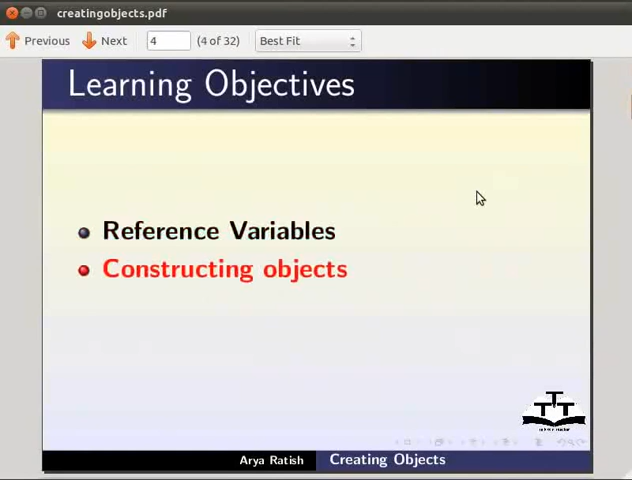 creatingobjects.pdf
Previous Next 4 (4 of 32) Best Fit
Learning Objectives
Reference Variables
Constructing objects
Arya Ratish Creating Objects